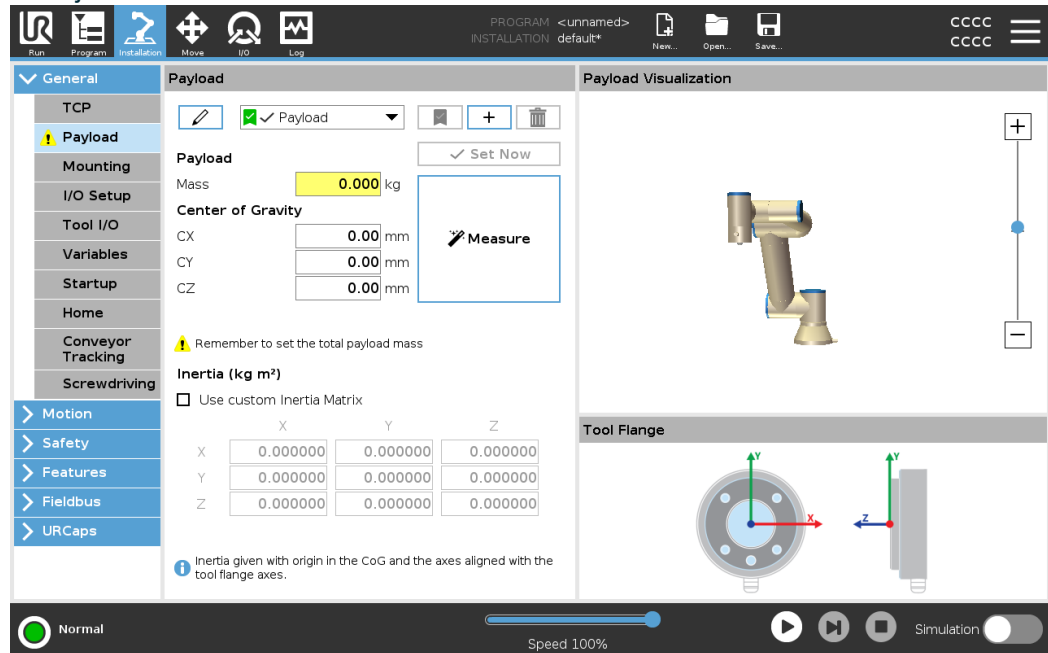 PROGRAM <unnamed>
INSTALLATION default*
CCCC
CCCC
UR
Run
Program
Installation
Move
I/O
Log
New...
Open...
Save...
General
TCP
Payload
Mounting
I/O Setup
Tool I/O
Variables
Startup
Home
Conveyor
Tracking
Screwdriving
Motion
Safety
Features
Fieldbus
URCaps
Payload
Payload
+
Set Now
Payload
Mass 0.000 kg
Center of Gravity
CX 0.00 mm
CY 0.00 mm
CZ 0.00 mm
Measure
Remember to set the total payload mass
Inertia (kg m²)
Use custom Inertia Matrix
X Y Z
X 0.000000 0.000000 0.000000
Y 0.000000 0.000000 0.000000
Z 0.000000 0.000000 0.000000
Inertia given with origin in the CoG and the axes aligned with the
tool flange axes.
Payload Visualization
+
−
Tool Flange
Y
X
Y
Z
Normal
Speed 100%
Simulation